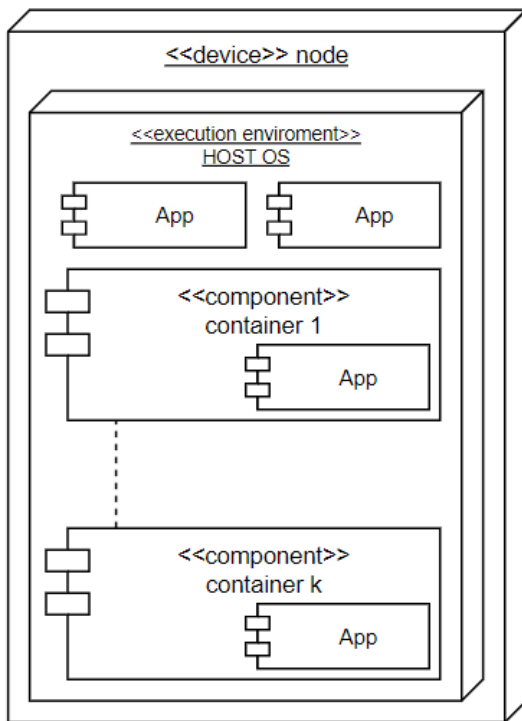 <<device>> node
<<execution enviroment>>
HOST OS
App
App
<<component>>
container 1
App
<<component>>
container k
App